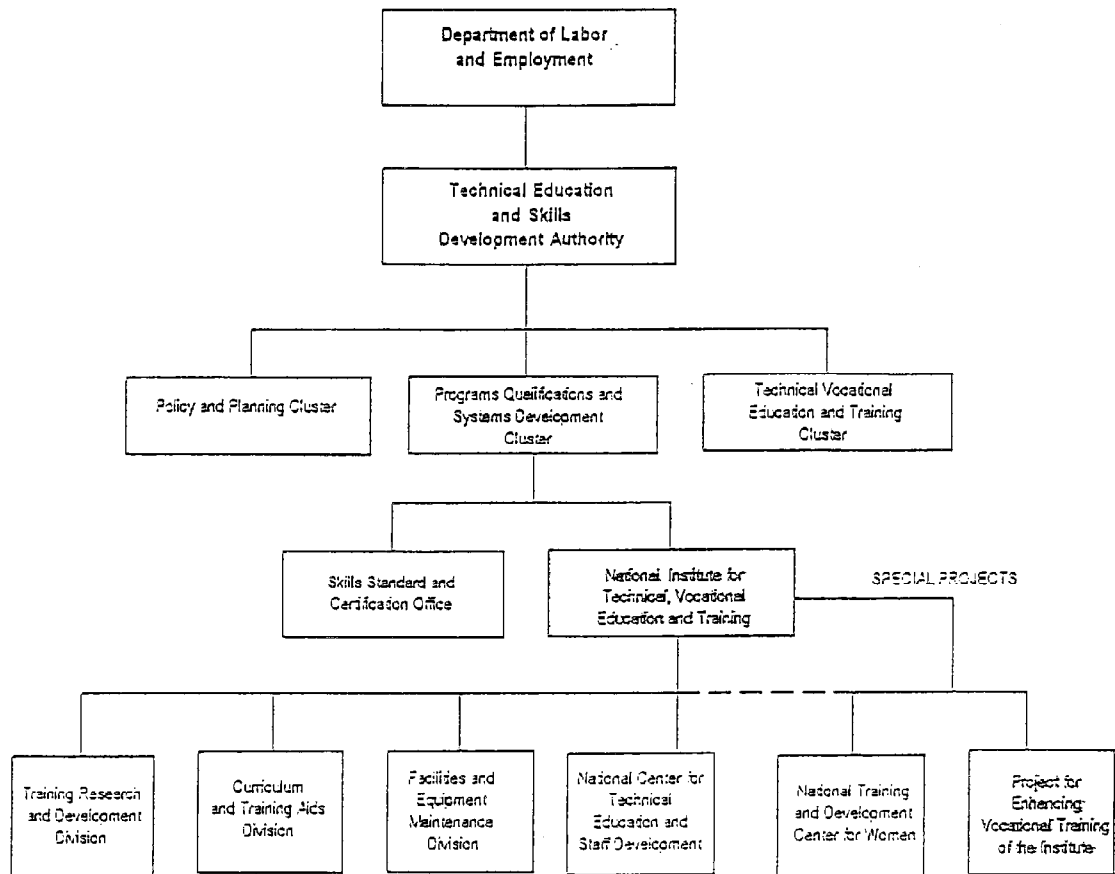 Department of Labor
and Employment
Technical Education
and Skills
Development Authority
Policy and Planning Cluster
Programs Qualifications and
Systems Development
Cluster
Technical Vocational
Education and Training
Cluster
Skills Standard and
Certification Office
National Institute for
Technical, Vocational
Education and Training
SPECIAL PROJECTS
Training Research
and Development
Division
Curriculum
and Training Aids
Division
Facilities and
Equipment
Maintenance
Division
National Center for
Technical
Education and
Staff Development
National Training
and Development
Center for Women
Project for
Enhancing
Vocational Training
of the Institute